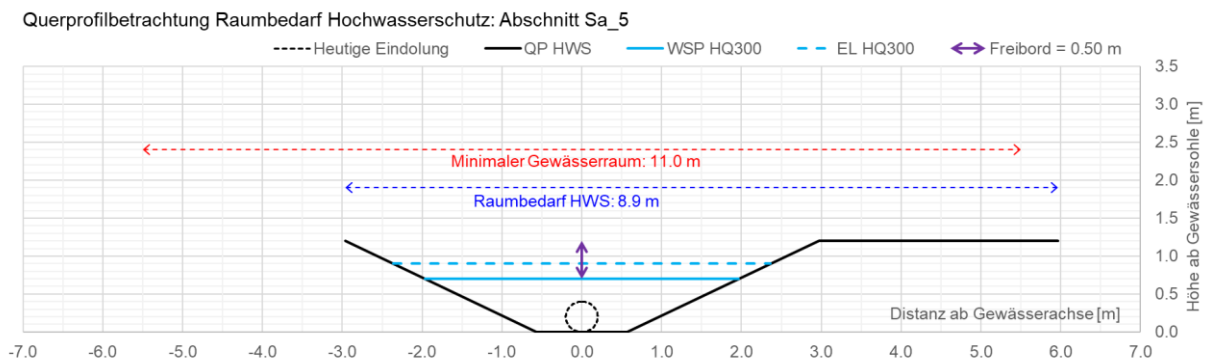 Querprofilbetrachtung Raumbedarf Hochwasserschutz: Abschnitt Sa_5
Heutige Eindolung QP HWS WSP HQ300 EL HQ300 Freibord = 0.50 m
3.5
3.0
2.5
Minimaler Gewässerraum: 11.0 m
2.0
Raumbedarf HWS: 8.9 m
1.5
1.0
0.5
Distanz ab Gewässerachse [m]
0.0
Höhe ab Gewässersohle [m]
-7.0 -6.0 -5.0 -4.0 -3.0 -2.0 -1.0 0.0 1.0 2.0 3.0 4.0 5.0 6.0 7.0